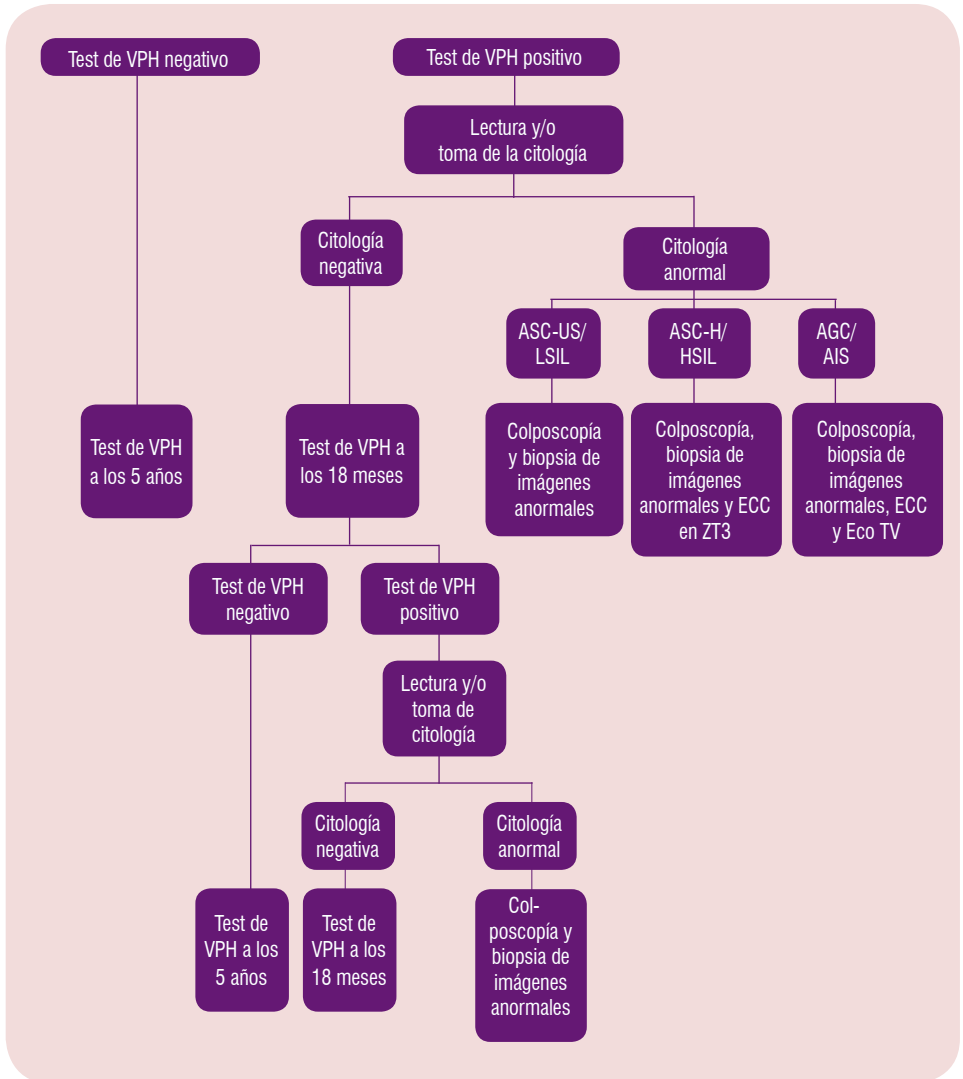 Test de VPH negativo
Test de VPH positivo
Lectura y/o
toma de la citología
Citología
negativa
Citología
anormal
ASC-US/
LSIL
ASC-H/
HSIL
AGC/
AIS
Test de VPH
a los 5 años
Test de VPH a
los 18 meses
Colposcopía
y biopsia de
imágenes
anormales
Colposcopía,
biopsia de
imágenes
anormales y ECC
en ZT3
Colposcopía,
biopsia de
imágenes
anormales, ECC
y Eco TV
Test de VPH
negativo
Test de VPH
positivo
Lectura y/o
toma de
citología
Citología
negativa
Citología
anormal
Test de
VPH a los
5 años
Test de
VPH a los
18 meses
Col-
poscopía y
biopsia de
imágenes
anormales